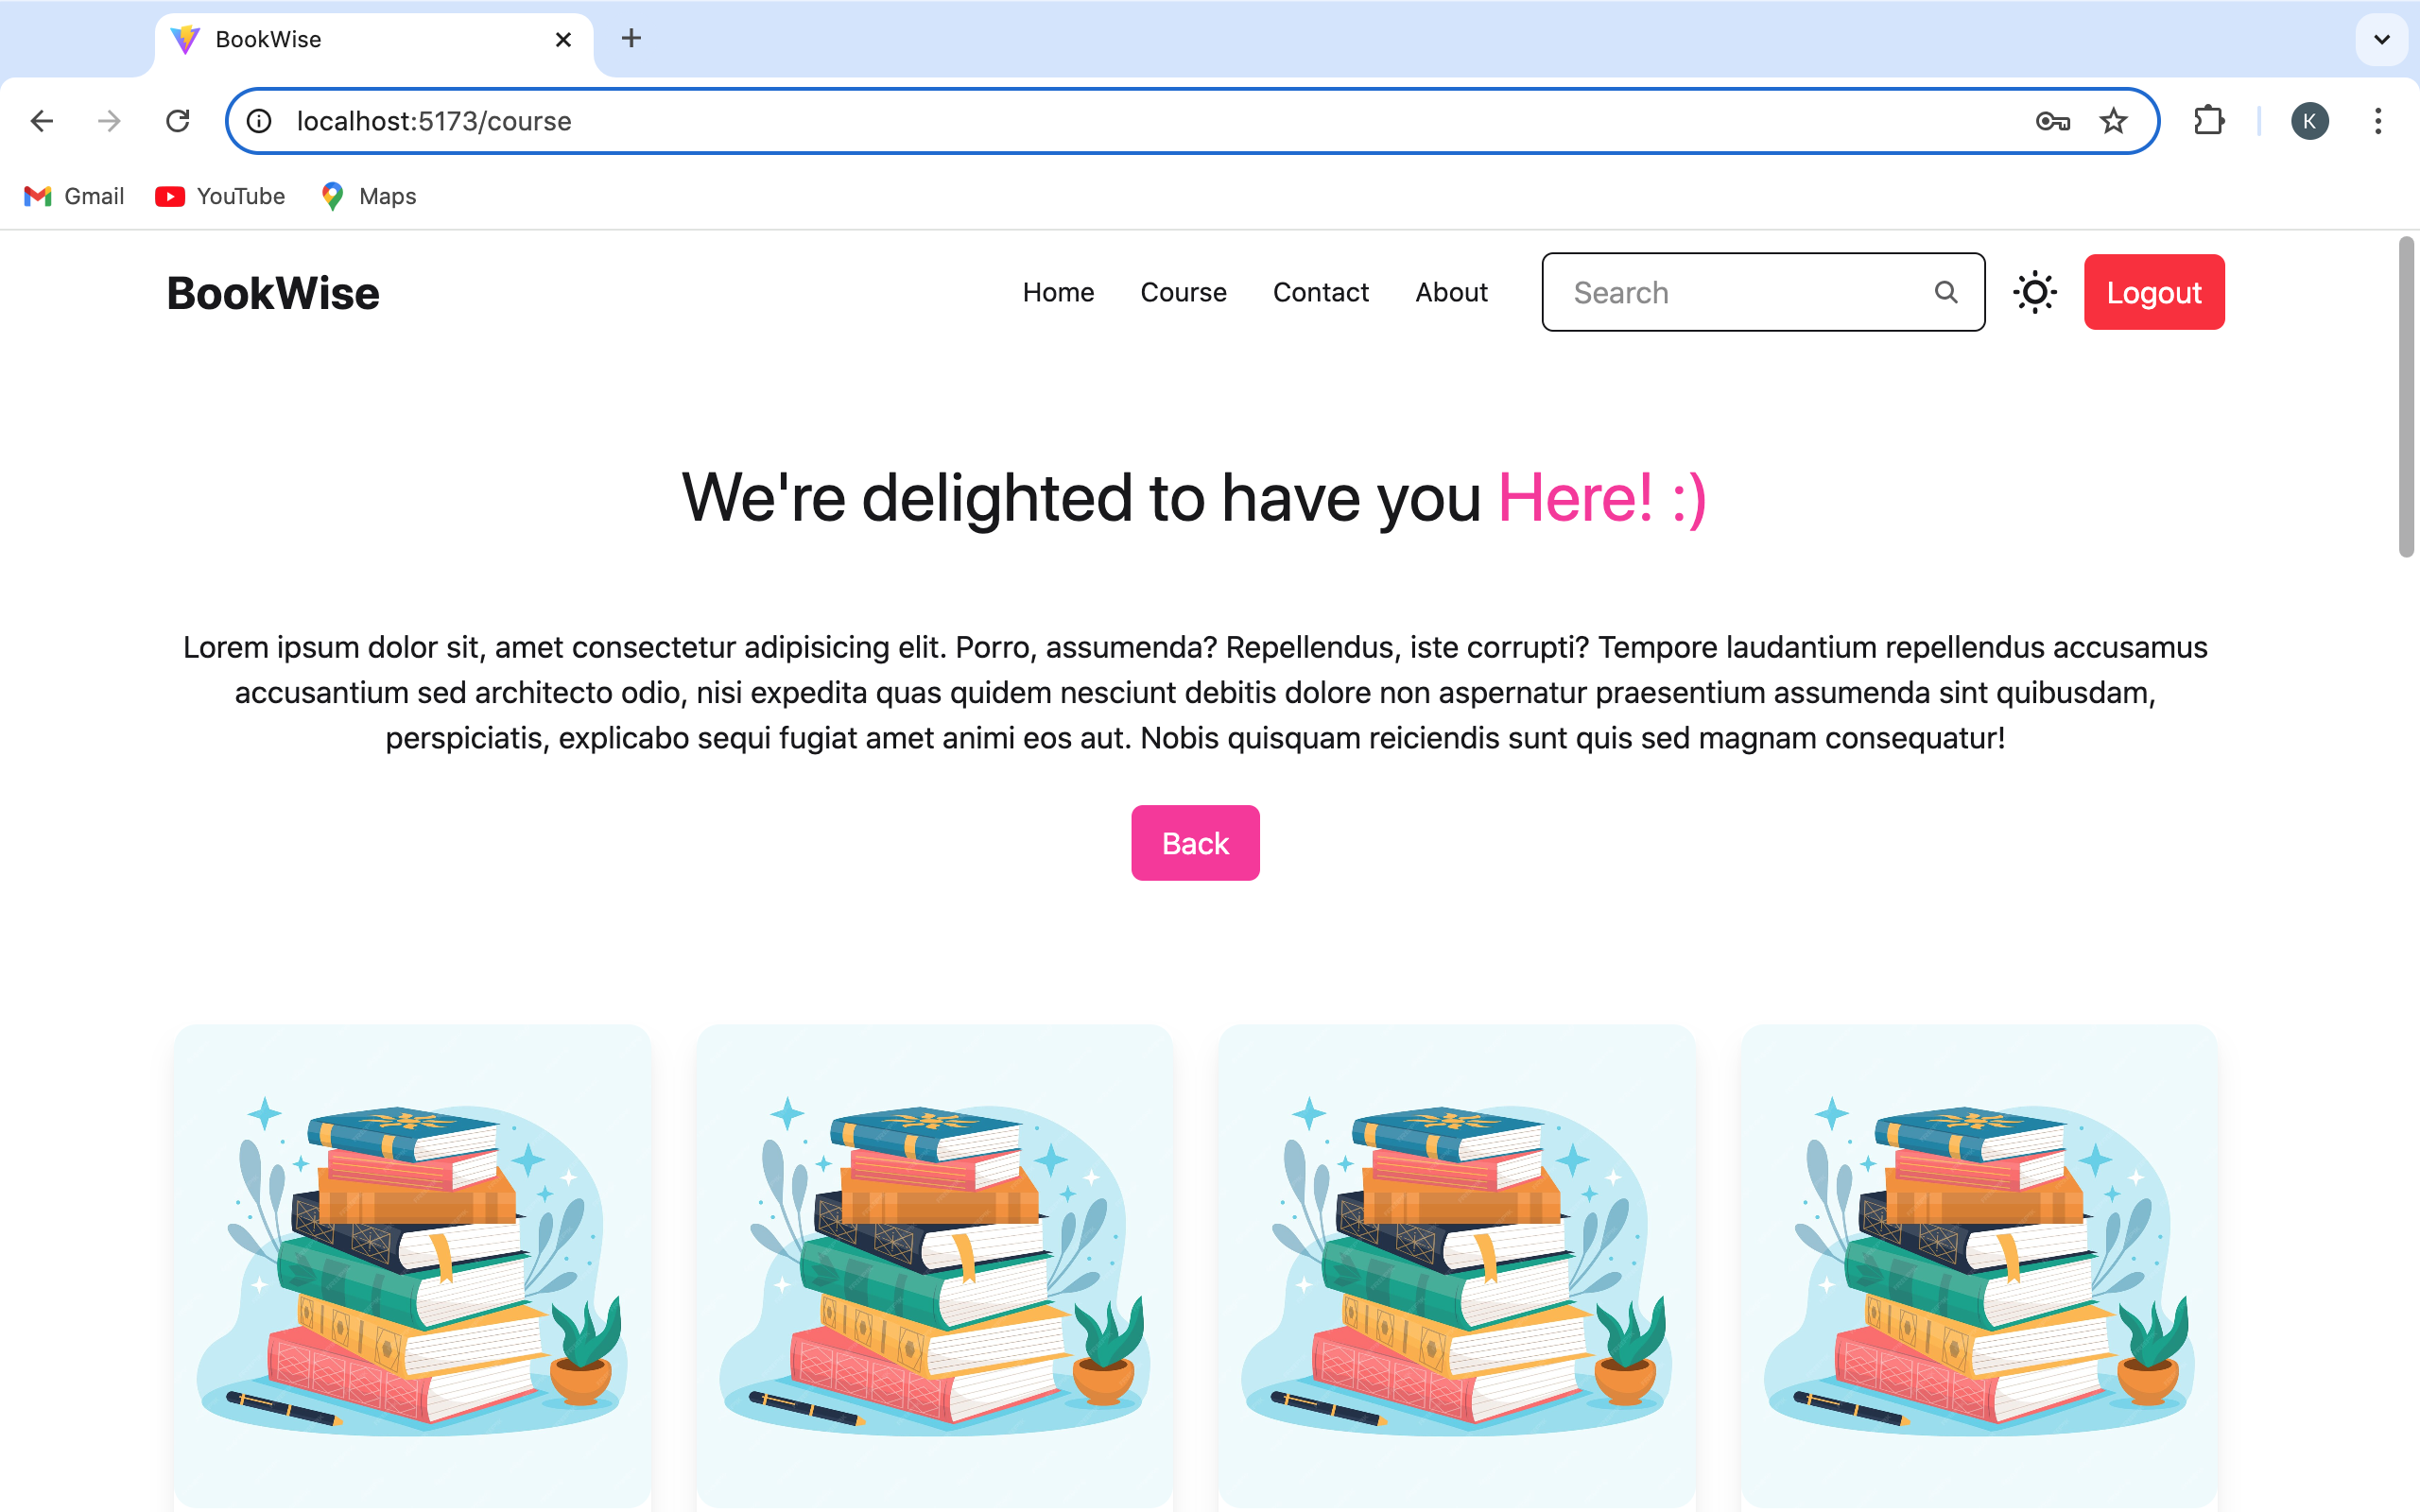 BookWise
localhost:5173/course
K
Gmail YouTube Maps
BookWise Home Course Contact About Search Logout
We're delighted to have you Here! :)
Lorem ipsum dolor sit, amet consectetur adipisicing elit. Porro, assumenda? Repellendus, iste corrupti? Tempore laudantium repellendus accusamus
accusantium sed architecto odio, nisi expedita quas quidem nesciunt debitis dolore non aspernatur praesentium assumenda sint quibusdam,
perspiciatis, explicabo sequi fugiat amet animi eos aut. Nobis quisquam reiciendis sunt quis sed magnam consequatur!
Back